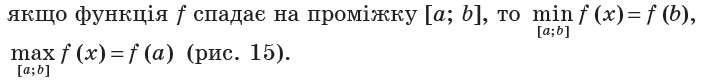 якщо функція f спадає на проміжку [a; b], то min f (x) = f (b),
[a;b]
max f (x) = f (a) (рис. 15).
[a;b]